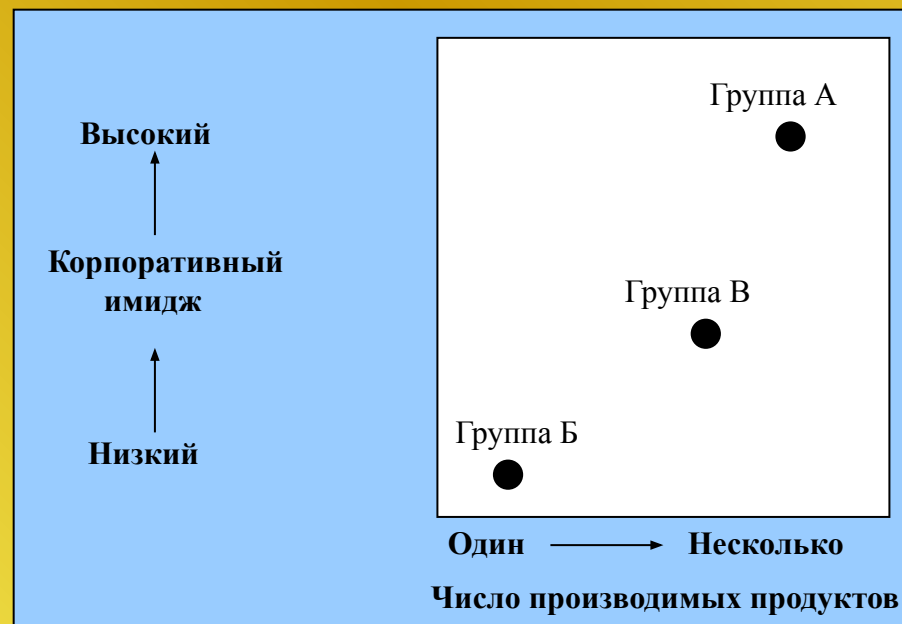 Высокий
Корпоративный
имидж
Низкий
Группа А
Группа В
Группа Б
Один
Несколько
Число производимых продуктов